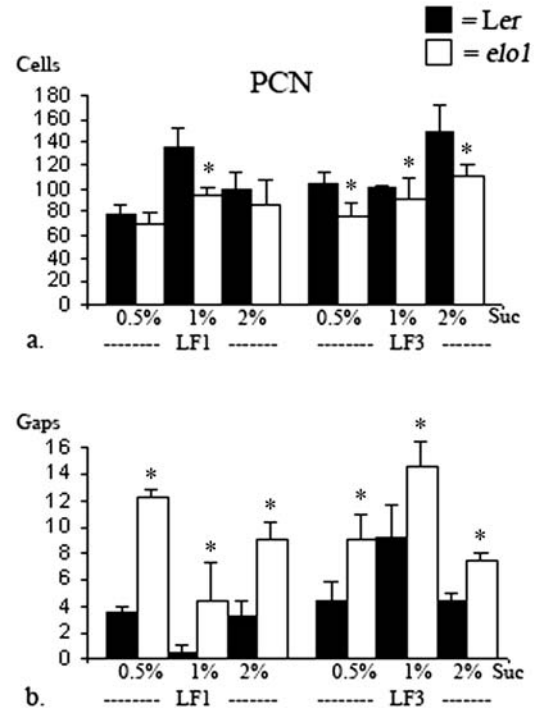 = Ler
= elo1
Cells
PCN
180
160
140
120
100
80
60
40
20
0
* * * *
0.5% 1% 2% 0.5% 1% 2% Suc
a. -------- LF1 ------- -------- LF3 -------
Gaps
16
14
12
10
8
6
4
2
0
* * * * * *
0.5% 1% 2% 0.5% 1% 2% Suc
b. -------- LF1 ------- -------- LF3 -------